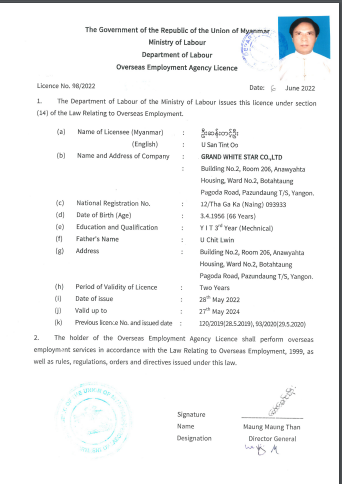 The Government of the Republic of the Union of Myanmar
Ministry of Labour
Department of Labour
Overseas Employment Agency Licence
Licence No. 98/2022
Date: 6 June 2022
1. The Department of Labour of the Ministry of Labour issues this licence under section
(14) of the Law Relating to Overseas Employment.
(a) Name of Licensee (Myanmar) : ဦးဆန်းတင့်ဦး
(English) : U San Tint Oo
(b) Name and Address of Company : GRAND WHITE STAR CO.,LTD
: Building No.2, Room 206, Anawyahta
Housing, Ward No.2, Botahtaung
Pagoda Road, Pazundaung T/S, Yangon.
(c) National Registration No. : 12/Tha Ga Ka (Naing) 093933
(d) Date of Birth (Age) : 3.4.1956 (66 Years)
(e) Education and Qualification : Y I T 3rd Year (Mechnical)
(f) Father's Name : U Chit Lwin
(g) Address : Building No.2, Room 206, Anawyahta
Housing, Ward No.2, Botahtaung
Pagoda Road, Pazundaung T/S, Yangon.
(h) Period of Validity of Licence : Two Years
(i) Date of issue : 28th May 2022
(j) Valid up to : 27th May 2024
(k) Previous licence No. and issued date : 120/2019(28.5.2019), 93/2020(29.5.2020)
2. The holder of the Overseas Employment Agency Licence shall perform overseas
employment services in accordance with the Law Relating to Overseas Employment, 1999, as
well as rules, regulations, orders and directives issued under this law.
Signature
Name Maung Maung Than
Designation Director General